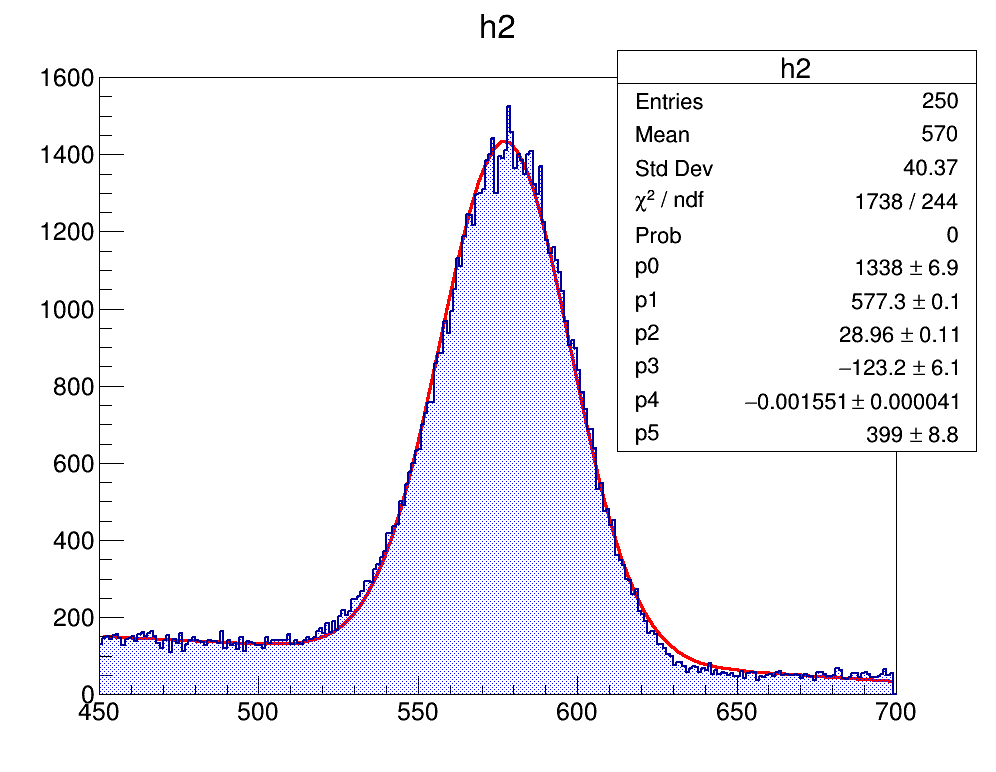 h2
h2
Entries 250
Mean 570
Std Dev 40.37
χ² / ndf 1738 / 244
Prob 0
p0 1338 ± 6.9
p1 577.3 ± 0.1
p2 28.96 ± 0.11
p3 −123.2 ± 6.1
p4 −0.001551 ± 0.000041
p5 399 ± 8.8
1600
1400
1200
1000
800
600
400
200
0
450 500 550 600 650 700